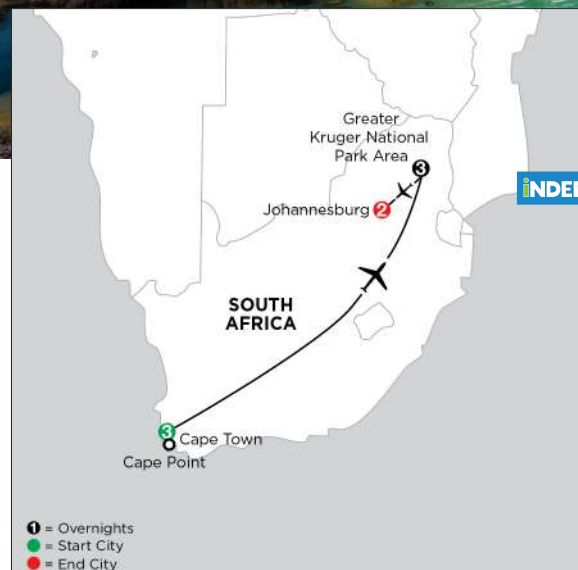 Greater
Kruger National
Park Area
3
Johannesburg 2
SOUTH
AFRICA
3
Cape Town
Cape Point
1 = Overnights
= Start City
= End City